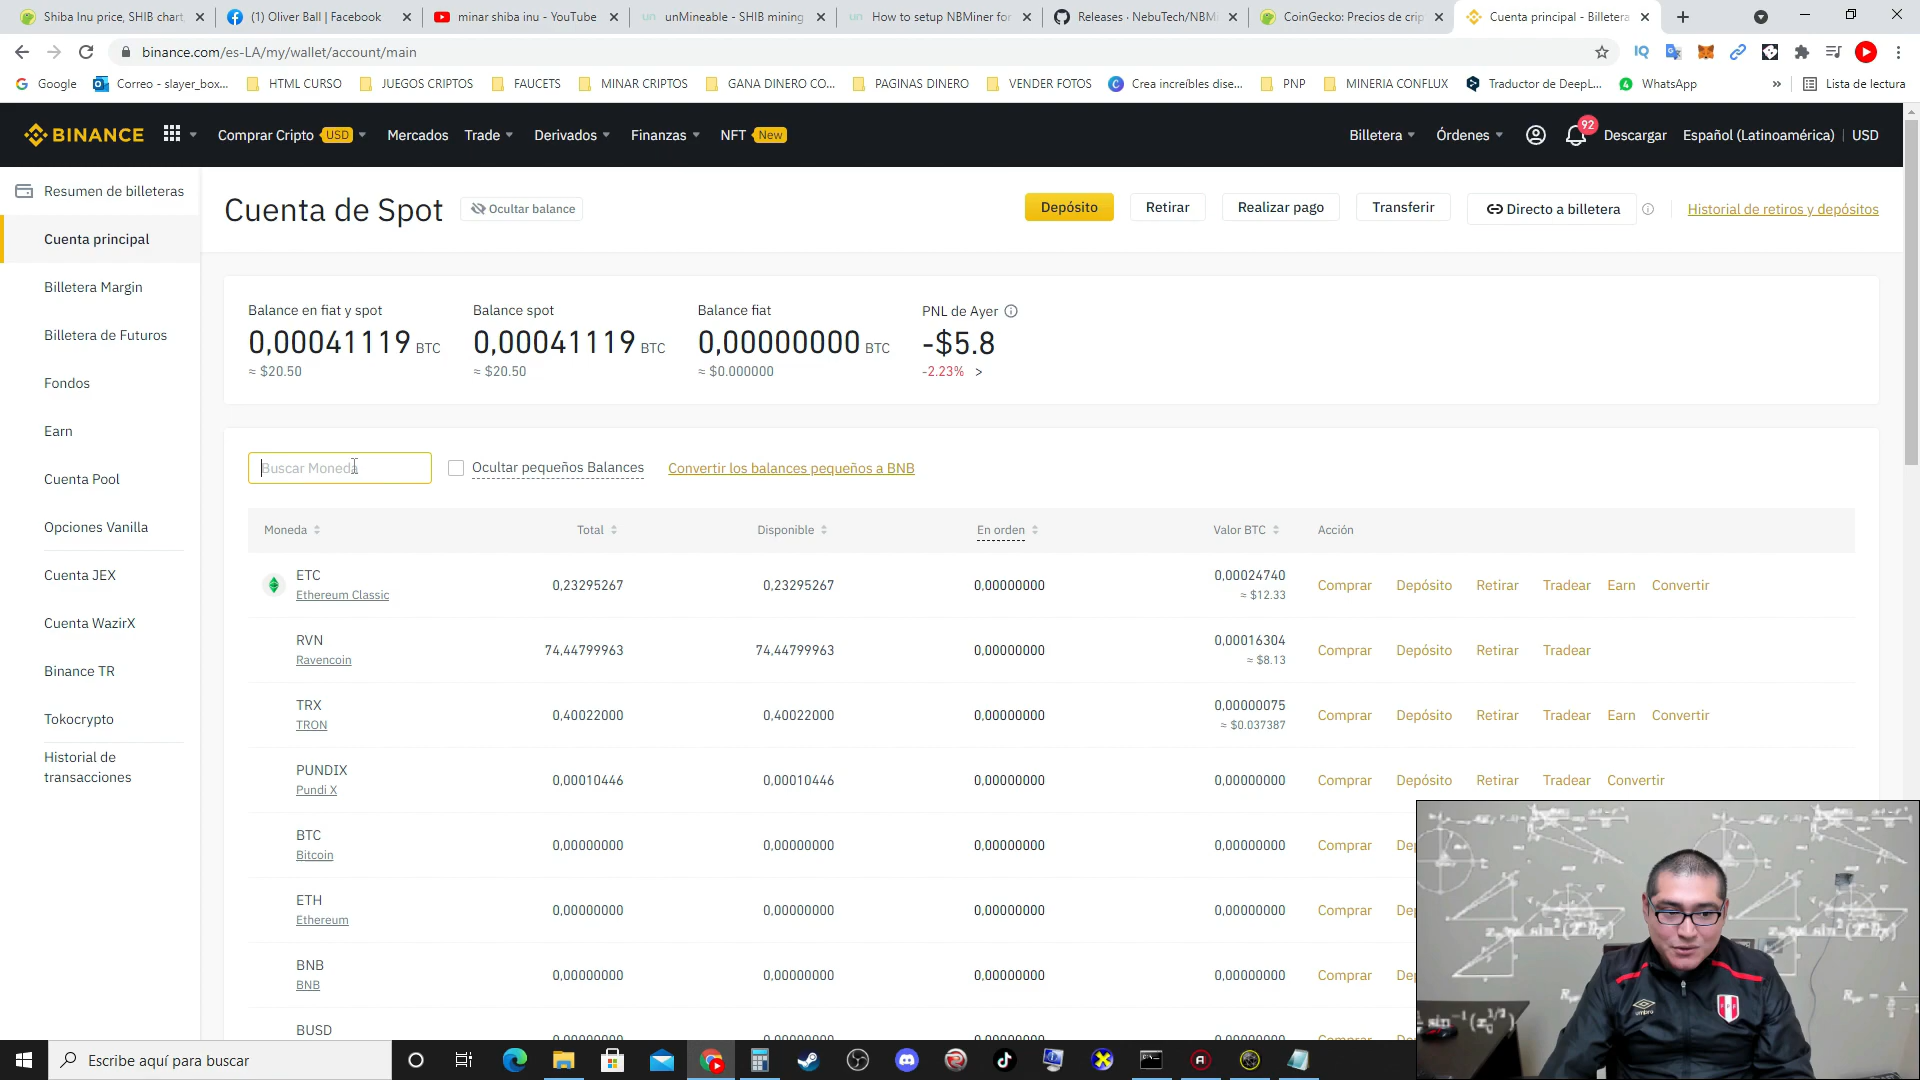 Shiba Inu price, SHIB chart,
(1) Oliver Ball | Facebook
minar shiba inu - YouTube
unMineable - SHIB mining
How to setup NBMiner for
Releases · NebuTech/NBMi
CoinGecko: Precios de crip
Cuenta principal - Billetera
binance.com/es-LA/my/wallet/account/main
Google
Correo - slayer_box...
HTML CURSO
JUEGOS CRIPTOS
FAUCETS
MINAR CRIPTOS
GANA DINERO CO...
PAGINAS DINERO
VENDER FOTOS
Crea increíbles dise...
PNP
MINERIA CONFLUX
Traductor de DeepL...
WhatsApp
»
Lista de lectura
BINANCE
Comprar Cripto USD
Mercados
Trade
Derivados
Finanzas
NFT New
Billetera
Órdenes
92
Descargar
Español (Latinoamérica)
USD
Resumen de billeteras
Cuenta principal
Billetera Margin
Billetera de Futuros
Fondos
Earn
Cuenta Pool
Opciones Vanilla
Cuenta JEX
Cuenta WazirX
Binance TR
Tokocrypto
Historial de
transacciones
Cuenta de Spot
Ocultar balance
Depósito
Retirar
Realizar pago
Transferir
Directo a billetera
Historial de retiros y depósitos
Balance en fiat y spot
0,00041119 BTC
≈ $20.50
Balance spot
0,00041119 BTC
≈ $20.50
Balance fiat
0,00000000 BTC
≈ $0.000000
PNL de Ayer
-$5.8
-2.23% >
Buscar Moneda
Ocultar pequeños Balances
Convertir los balances pequeños a BNB
Moneda Total Disponible En orden Valor BTC Acción
ETC 0,23295267 0,23295267 0,00000000 0,00024740 Comprar Depósito Retirar Tradear Earn Convertir
Ethereum Classic ≈ $12.33
RVN 74,44799963 74,44799963 0,00000000 0,00016304 Comprar Depósito Retirar Tradear
Ravencoin ≈ $8.13
TRX 0,40022000 0,40022000 0,00000000 0,00000075 Comprar Depósito Retirar Tradear Earn Convertir
TRON ≈ $0.037387
PUNDIX 0,00010446 0,00010446 0,00000000 0,00000000 Comprar Depósito Retirar Tradear Convertir
Pundi X
BTC 0,00000000 0,00000000 0,00000000 0,00000000 Comprar
Bitcoin
ETH 0,00000000 0,00000000 0,00000000 0,00000000 Comprar
Ethereum
BNB 0,00000000 0,00000000 0,00000000 0,00000000 Comprar
BNB
BUSD
umbro
Escribe aquí para buscar